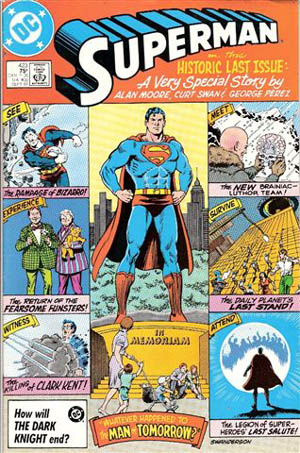 DC
SUPERMAN
in this
HISTORIC LAST ISSUE:
A Very Special Story by
ALAN MOORE, CURT SWAN & GEORGE PÉREZ
423
75¢
SEE
The RAMPAGE OF BIZARRO!
MEET
The NEW BRAINIAC-
LUTHOR TEAM!
EXPERIENCE
The RETURN OF THE
FEARSOME FUNSTERS!
SURVIVE
The DAILY PLANET'S
LAST STAND!
WITNESS
The KILLING OF CLARK KENT!
IN
MEMORIAM
ATTEND
The LEGION OF SUPER-
HEROES' LAST SALUTE!
SWANDERSON
How will
THE DARK
KNIGHT end?
DC
"WHATEVER HAPPENED TO
The MAN OF TOMORROW?"